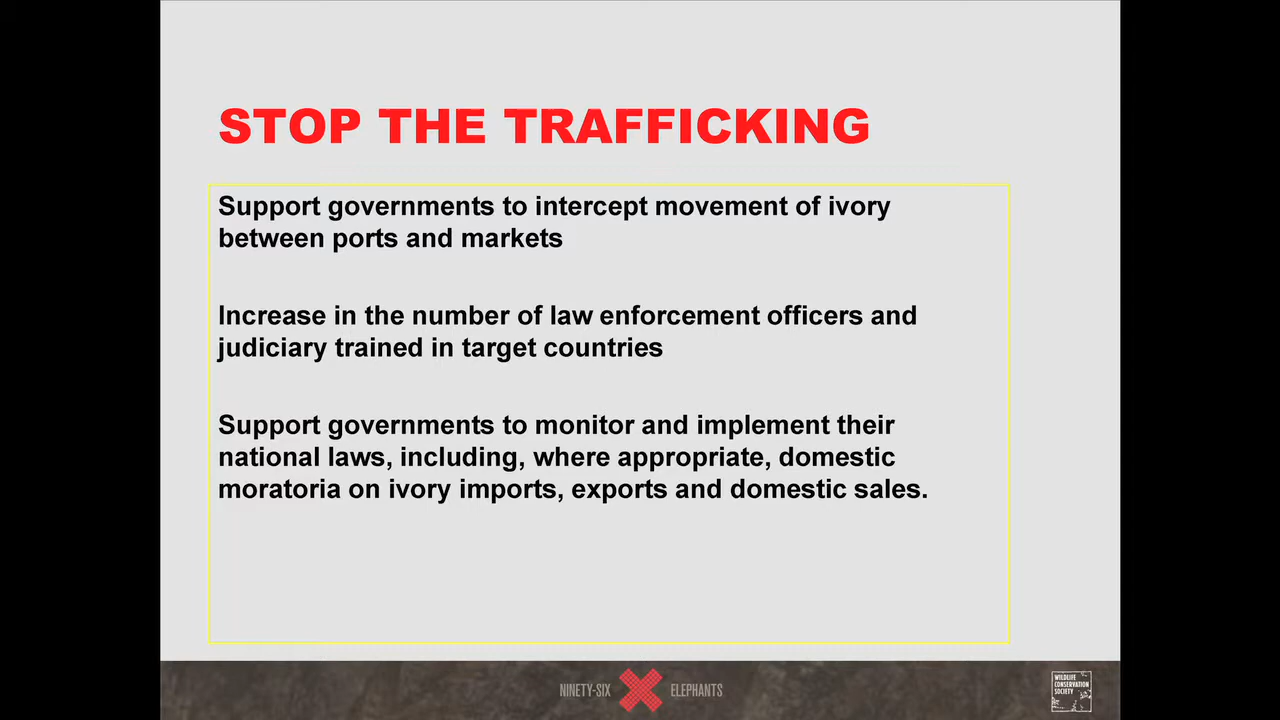 STOP THE TRAFFICKING
Support governments to intercept movement of ivory
between ports and markets
Increase in the number of law enforcement officers and
judiciary trained in target countries
Support governments to monitor and implement their
national laws, including, where appropriate, domestic
moratoria on ivory imports, exports and domestic sales.
NINETY-SIX ELEPHANTS
WILDLIFE
CONSERVATION
SOCIETY